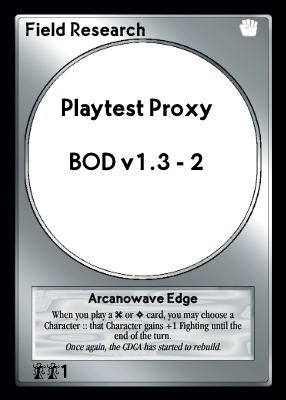 Field Research
Playtest Proxy
BOD v1.3 - 2
Arcanowave Edge
When you play a ✖ or ⌖ card, you may choose a
Character :: that Character gains +1 Fighting until the
end of the turn.
Once again, the CDCA has started to rebuild.
1